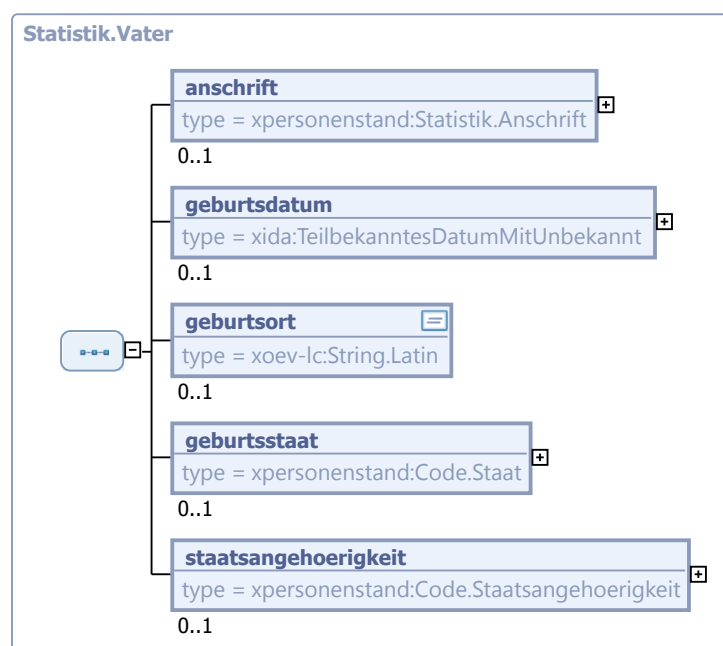 Statistik.Vater
anschrift
type = xpersonenstand:Statistik.Anschrift
0..1
geburtsdatum
type = xida:TeilbekanntesDatumMitUnbekannt
0..1
geburtsort
type = xoev-lc:String.Latin
0..1
geburtsstaat
type = xpersonenstand:Code.Staat
0..1
staatsangehoerigkeit
type = xpersonenstand:Code.Staatsangehoerigkeit
0..1